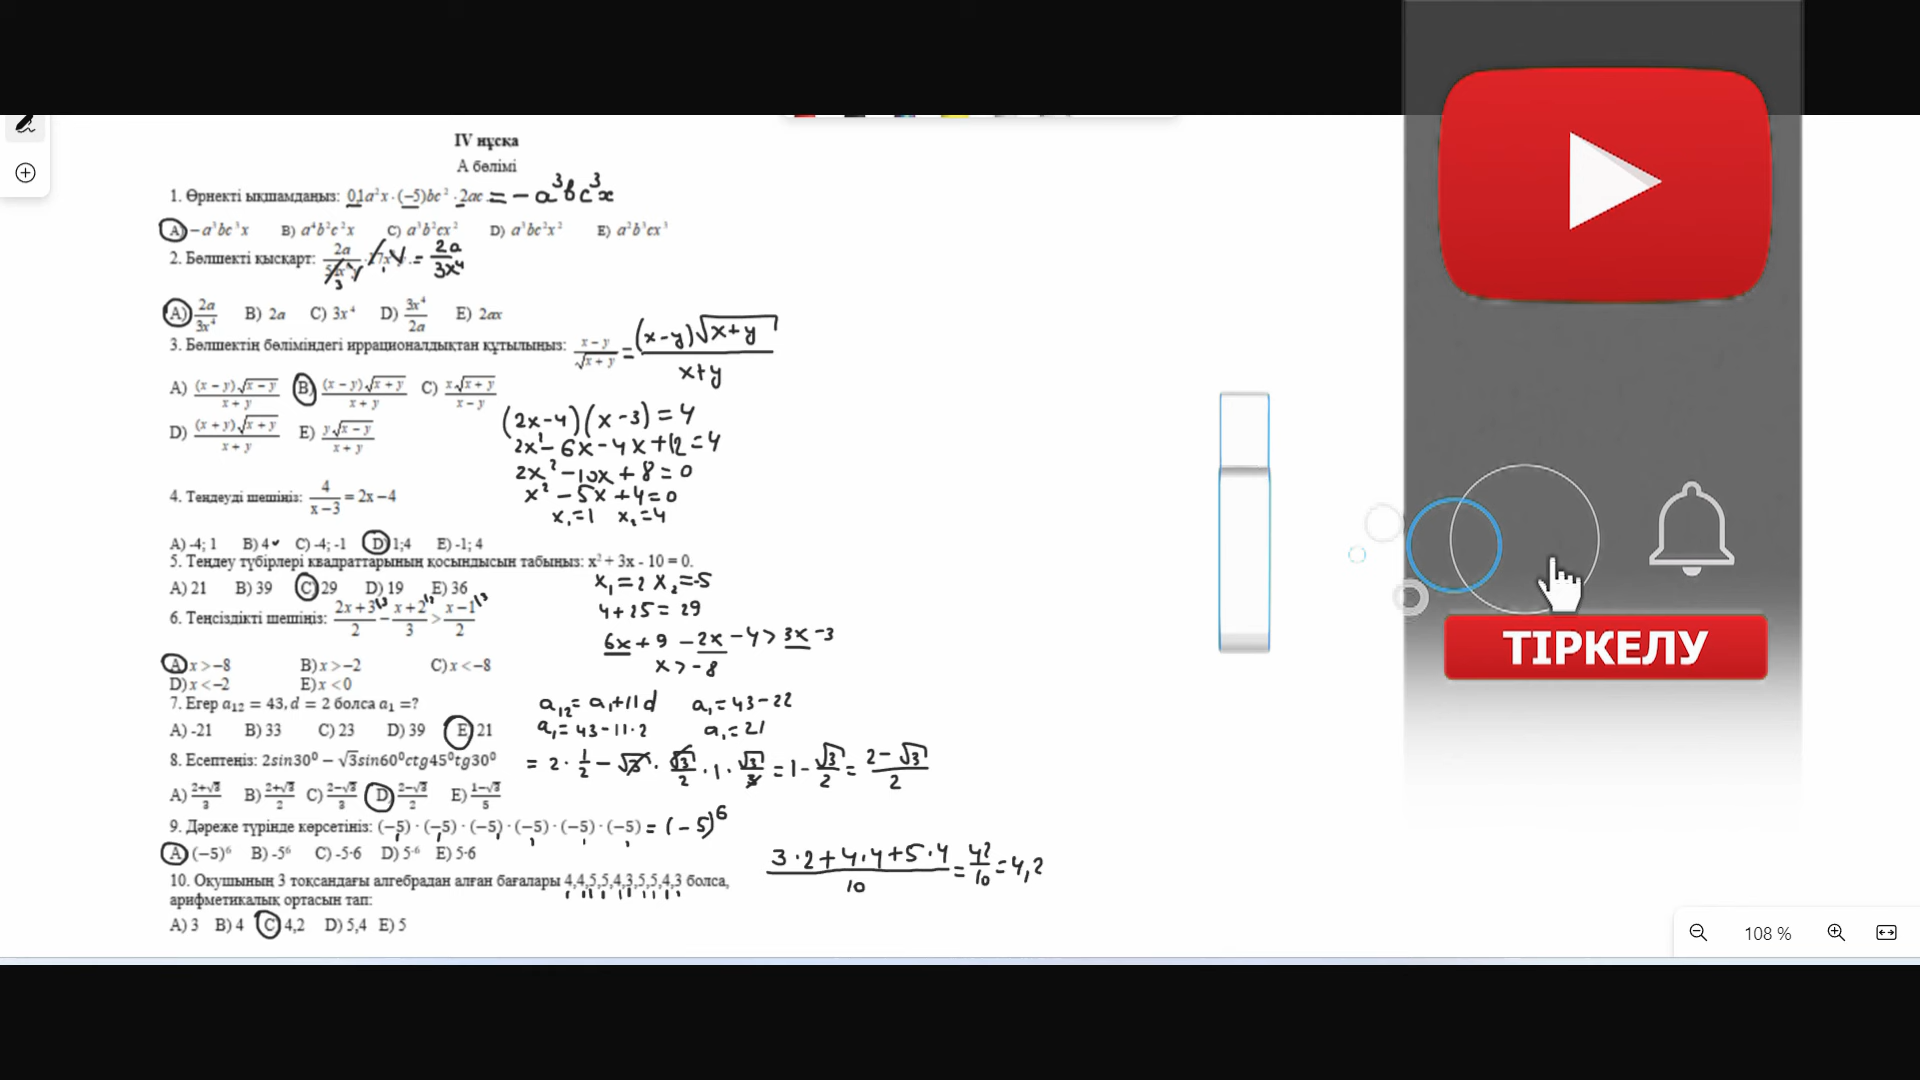 IV нұсқа
А бөлімі
1. Өрнекті ықшамдаңыз: 0,1a²x · (−5)bc² · 2ac = −a³bc³x
A) −a³bc³x B) a⁴b²c²x C) a³b²cx² D) a³bc²x² E) a²b³cx³
2. Бөлшекті қысқарт: = 2a/3x⁴
A) 2a/3x⁴ B) 2a C) 3x⁴ D) 3x⁴/2a E) 2ax
3. Бөлшектің бөліміндегі иррационалдықтан құтылыңыз: (x−y)/√(x+y) = (x−y)√(x+y)/(x+y)
A) (x−y)√(x−y)/(x+y) B) (x−y)√(x+y)/(x+y) C) x√(x+y)/(x−y)
D) (x+y)√(x+y)/(x+y) E) y√(x−y)/(x+y)
(2x−4)(x−3)=4
2x²−6x−4x+12=4
2x²−10x+8=0
x²−5x+4=0
x₁=1 x₂=4
4. Теңдеуді шешіңіз: 4/(x−3) = 2x−4
A) -4; 1 B) 4 C) -4; -1 D) 1;4 E) -1; 4
5. Теңдеу түбірлері квадраттарының қосындысын табыңыз: x² + 3x - 10 = 0.
A) 21 B) 39 C) 29 D) 19 E) 36
x₁=2 x₂=-5
4+25=29
6. Теңсіздікті шешіңіз: (2x+3)/2 − (x+2)/3 > (x−1)/2
6x+9−2x−4>3x−3
x>−8
A) x>−8 B) x>−2 C) x<−8
D) x<−2 E) x<0
7. Егер a₁₂ = 43, d = 2 болса a₁ =?
A) -21 B) 33 C) 23 D) 39 E) 21
a₁₂=a₁+11d a₁=43−22
a₁=43−11·2 a₁=21
8. Есептеңіз: 2sin30⁰ − √3sin60⁰ctg45⁰tg30⁰ = 2·1/2 − √3·√3/2·1·√3/3 = 1−√3/2 = (2−√3)/2
A) (2+√3)/3 B) (2+√3)/2 C) (2−√3)/3 D) (2−√3)/2 E) (1−√3)/5
9. Дәреже түрінде көрсетіңіз: (−5)·(−5)·(−5)·(−5)·(−5)·(−5) = (−5)⁶
A) (−5)⁶ B) -5⁶ C) -5·6 D) 5·⁶ E) 5·6
10. Оқушының 3 тоқсандағы алгебрадан алған бағалары 4,4,5,5,4,3,5,5,4,3 болса,
арифметикалық ортасын тап:
A) 3 B) 4 C) 4,2 D) 5,4 E) 5
(3·2+4·4+5·4)/10 = 42/10 = 4,2
ТІРКЕЛУ
108 %